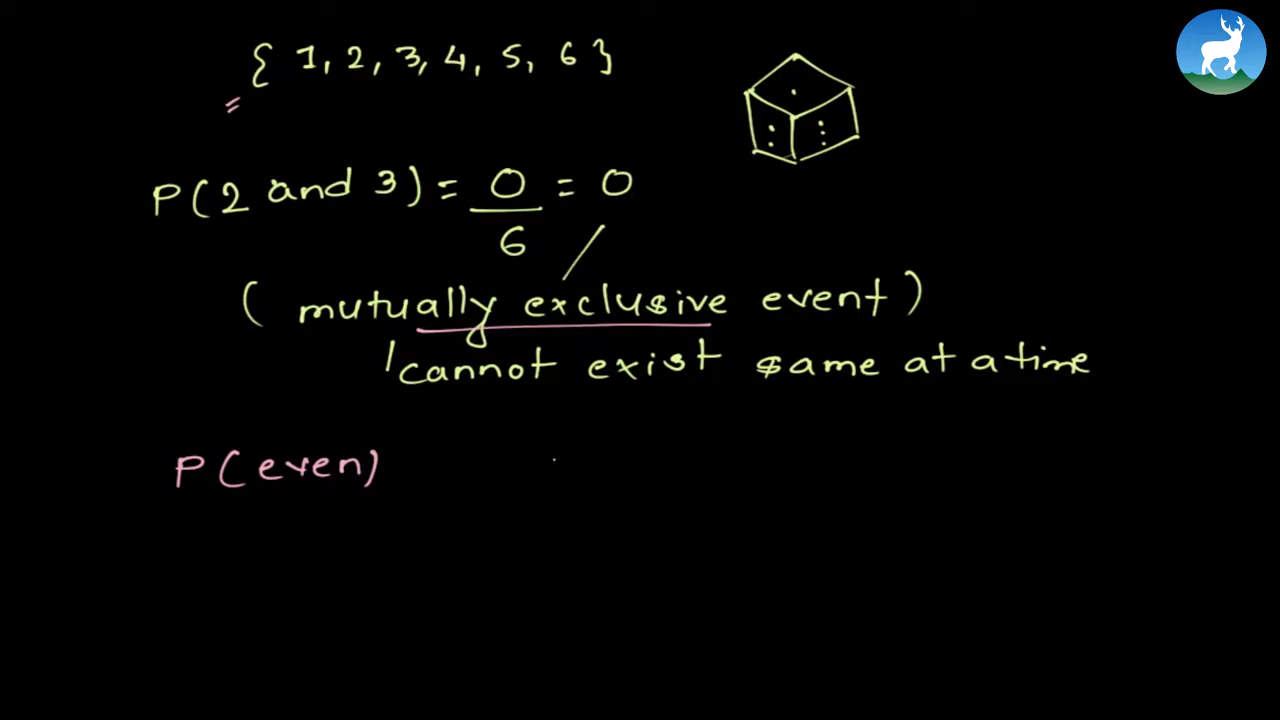 { 1, 2, 3, 4, 5, 6 }
=
P(2 and 3) = 0/6 = 0
( mutually exclusive event )
cannot exist same at a time
P(even)